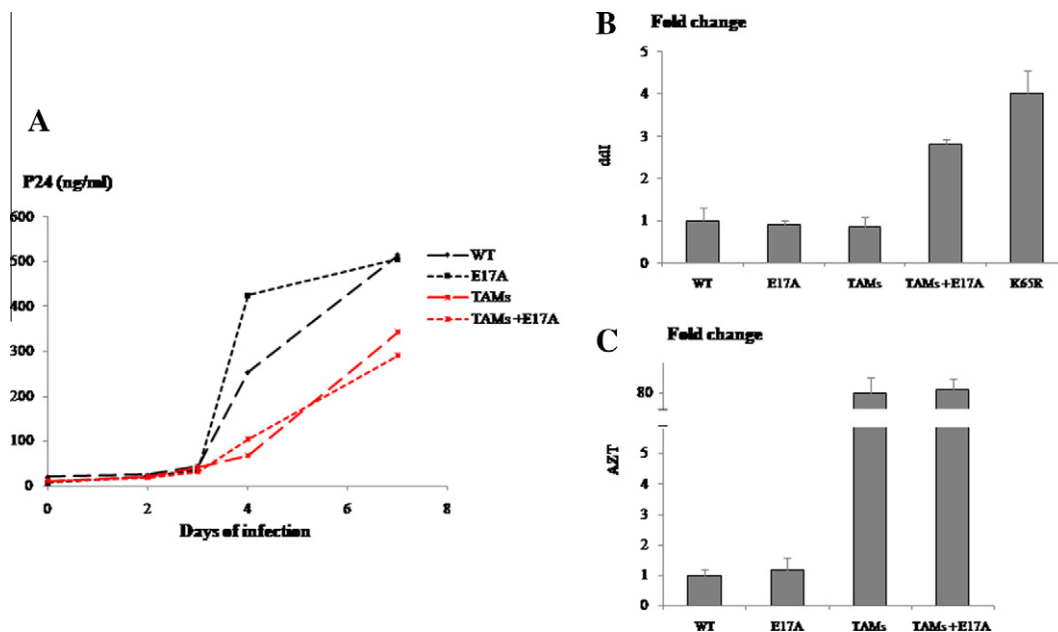 A
P24 (ng/ml)
600
500
400
300
200
100
0
0 2 4 6 8
Days of infection
WT
E17A
TAMs
TAMs+E17A
B Fold change
5
4
3
2
1
0
ddI
WT E17A TAMs TAMs+E17A K65R
C Fold change
80
5
4
3
2
1
0
AZT
WT E17A TAMs TAMs+E17A